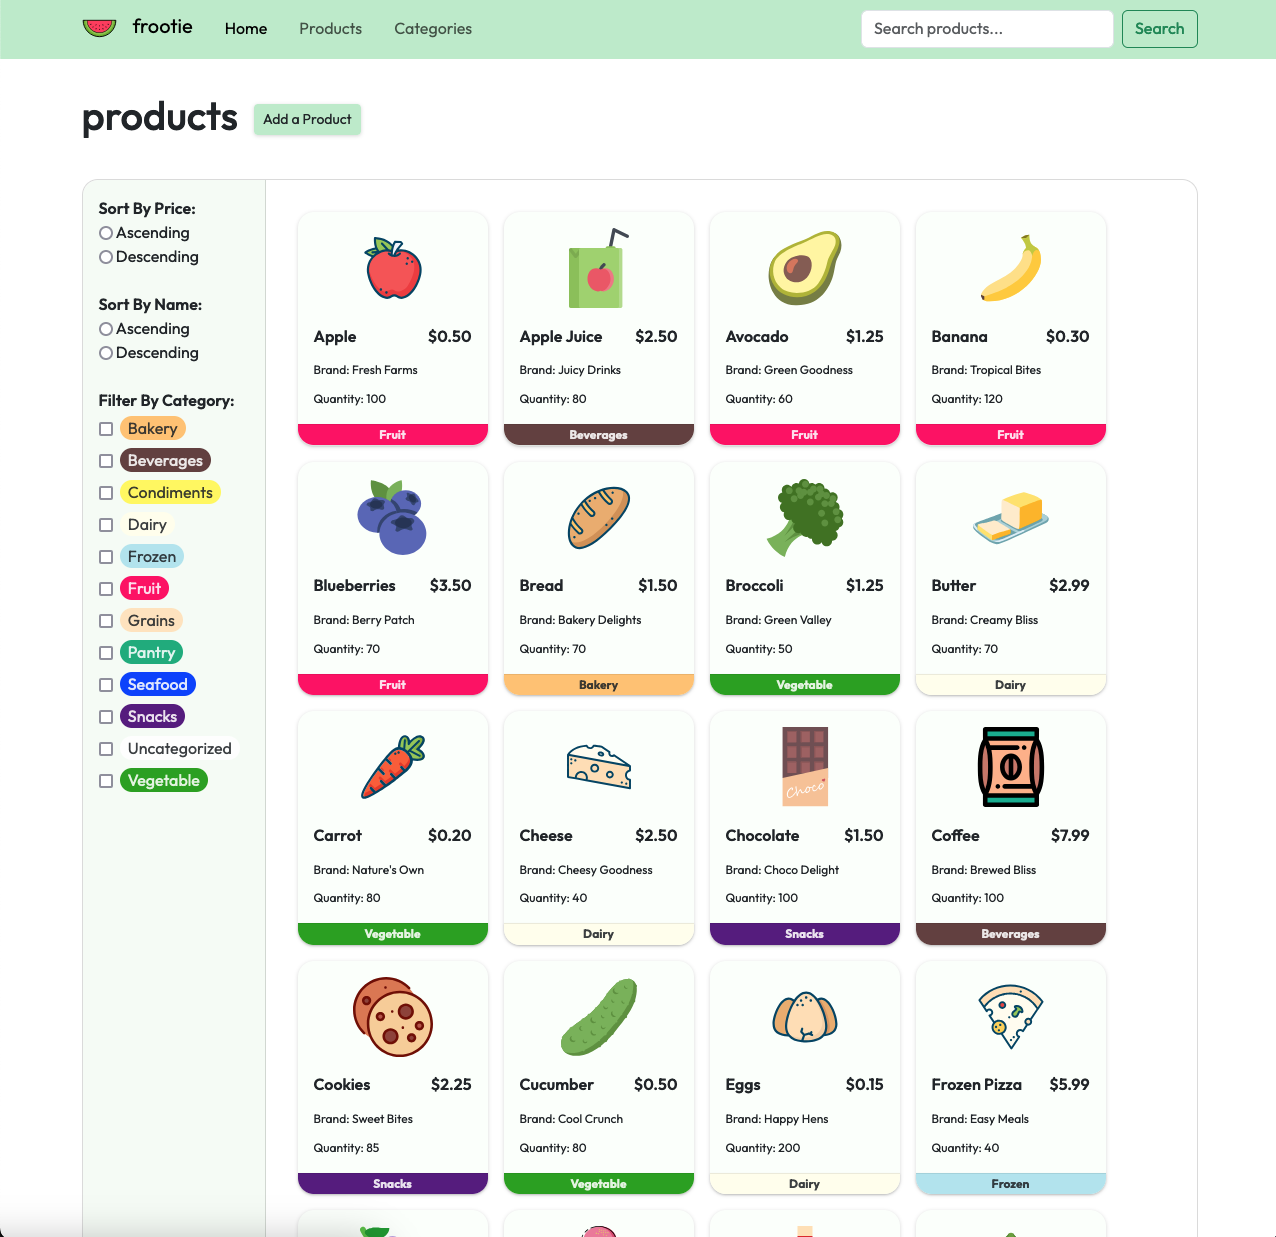 frootie Home Products Categories Search products... Search
products Add a Product
Sort By Price:
Ascending
Descending
Sort By Name:
Ascending
Descending
Filter By Category:
Bakery
Beverages
Condiments
Dairy
Frozen
Fruit
Grains
Pantry
Seafood
Snacks
Uncategorized
Vegetable
Apple $0.50
Brand: Fresh Farms
Quantity: 100
Fruit
Apple Juice $2.50
Brand: Juicy Drinks
Quantity: 80
Beverages
Avocado $1.25
Brand: Green Goodness
Quantity: 60
Fruit
Banana $0.30
Brand: Tropical Bites
Quantity: 120
Fruit
Blueberries $3.50
Brand: Berry Patch
Quantity: 70
Fruit
Bread $1.50
Brand: Bakery Delights
Quantity: 70
Bakery
Broccoli $1.25
Brand: Green Valley
Quantity: 50
Vegetable
Butter $2.99
Brand: Creamy Bliss
Quantity: 70
Dairy
Carrot $0.20
Brand: Nature's Own
Quantity: 80
Vegetable
Cheese $2.50
Brand: Cheesy Goodness
Quantity: 40
Dairy
Choco
Chocolate $1.50
Brand: Choco Delight
Quantity: 100
Snacks
Coffee $7.99
Brand: Brewed Bliss
Quantity: 100
Beverages
Cookies $2.25
Brand: Sweet Bites
Quantity: 85
Snacks
Cucumber $0.50
Brand: Cool Crunch
Quantity: 80
Vegetable
Eggs $0.15
Brand: Happy Hens
Quantity: 200
Dairy
Frozen Pizza $5.99
Brand: Easy Meals
Quantity: 40
Frozen